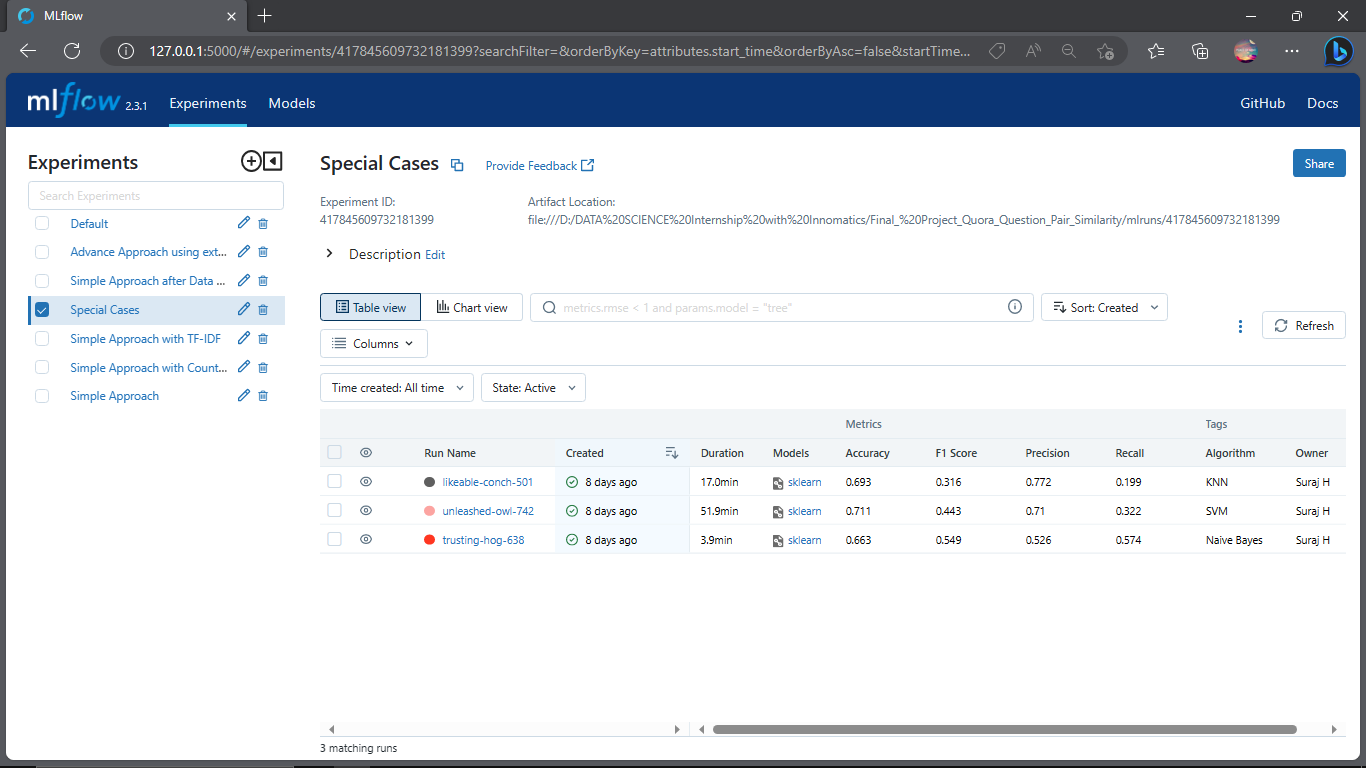 MLflow
127.0.0.1:5000/#/experiments/417845609732181399?searchFilter=&orderByKey=attributes.start_time&orderByAsc=false&startTime...
mlflow 2.3.1 Experiments Models GitHub Docs
Experiments
Search Experiments
Default
Advance Approach using ext...
Simple Approach after Data ...
Special Cases
Simple Approach with TF-IDF
Simple Approach with Count...
Simple Approach
Special Cases Provide Feedback Share
Experiment ID: Artifact Location:
417845609732181399 file:///D:/DATA%20SCIENCE%20Internship%20with%20Innomatics/Final_%20Project_Quora_Question_Pair_Similarity/mlruns/417845609732181399
Description Edit
Table view Chart view metrics.rmse < 1 and params.model = "tree" Sort: Created
Refresh
Columns
Time created: All time State: Active
Metrics Tags
Run Name Created Duration Models Accuracy F1 Score Precision Recall Algorithm Owner
likeable-conch-501 8 days ago 17.0min sklearn 0.693 0.316 0.772 0.199 KNN Suraj H
unleashed-owl-742 8 days ago 51.9min sklearn 0.711 0.443 0.71 0.322 SVM Suraj H
trusting-hog-638 8 days ago 3.9min sklearn 0.663 0.549 0.526 0.574 Naive Bayes Suraj H
3 matching runs